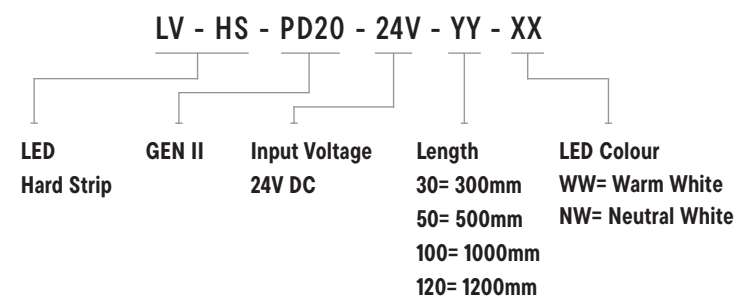 LV - HS - PD20 - 24V - YY - XX
LED
Hard Strip
GEN II
Input Voltage
24V DC
Length
30= 300mm
50= 500mm
100= 1000mm
120= 1200mm
LED Colour
WW= Warm White
NW= Neutral White